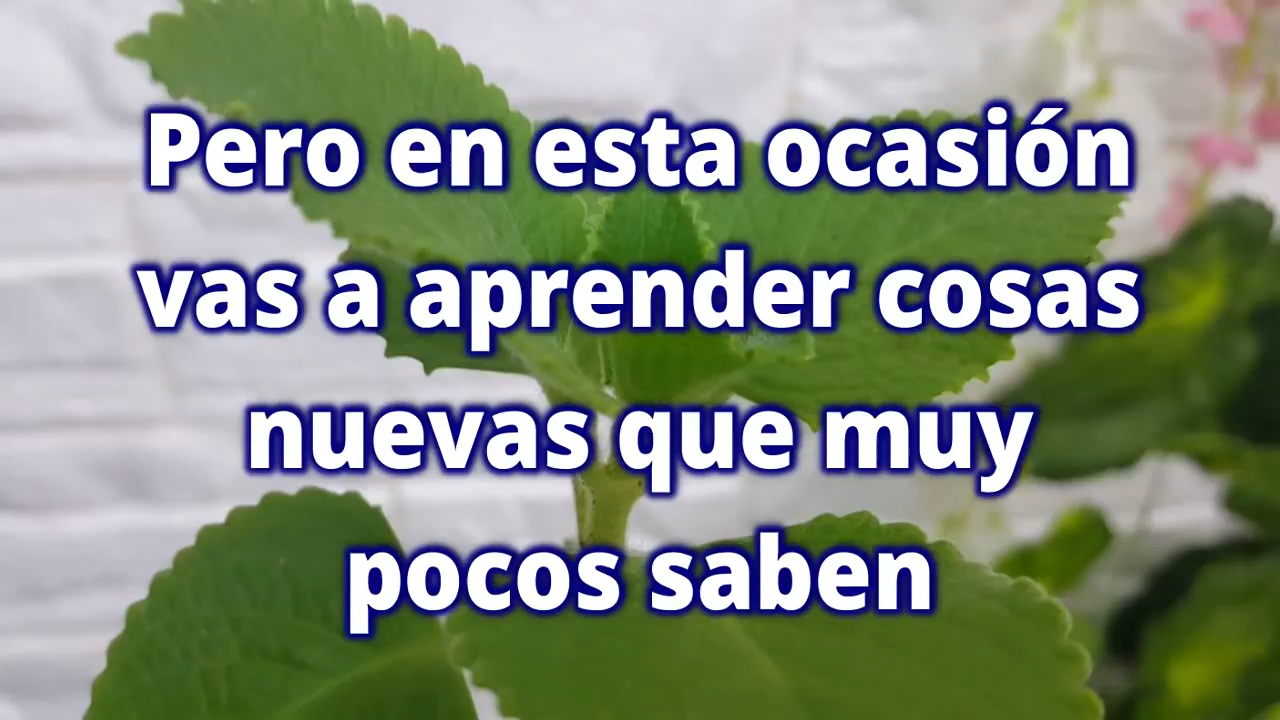 Pero en esta ocasión
vas a aprender cosas
nuevas que muy
pocos saben